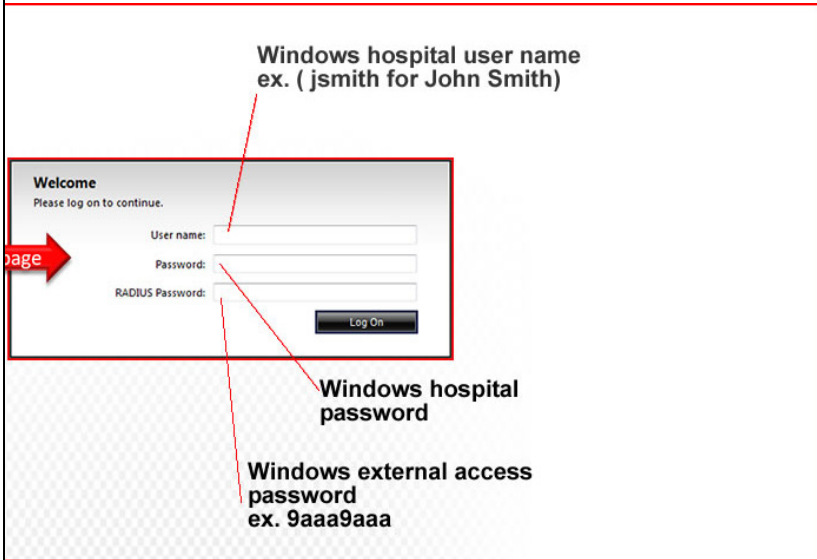 Windows hospital user name
ex. ( jsmith for John Smith)
Welcome
Please log on to continue.
User name:
page
Password:
RADIUS Password:
Log On
Windows hospital
password
Windows external access
password
ex. 9aaa9aaa